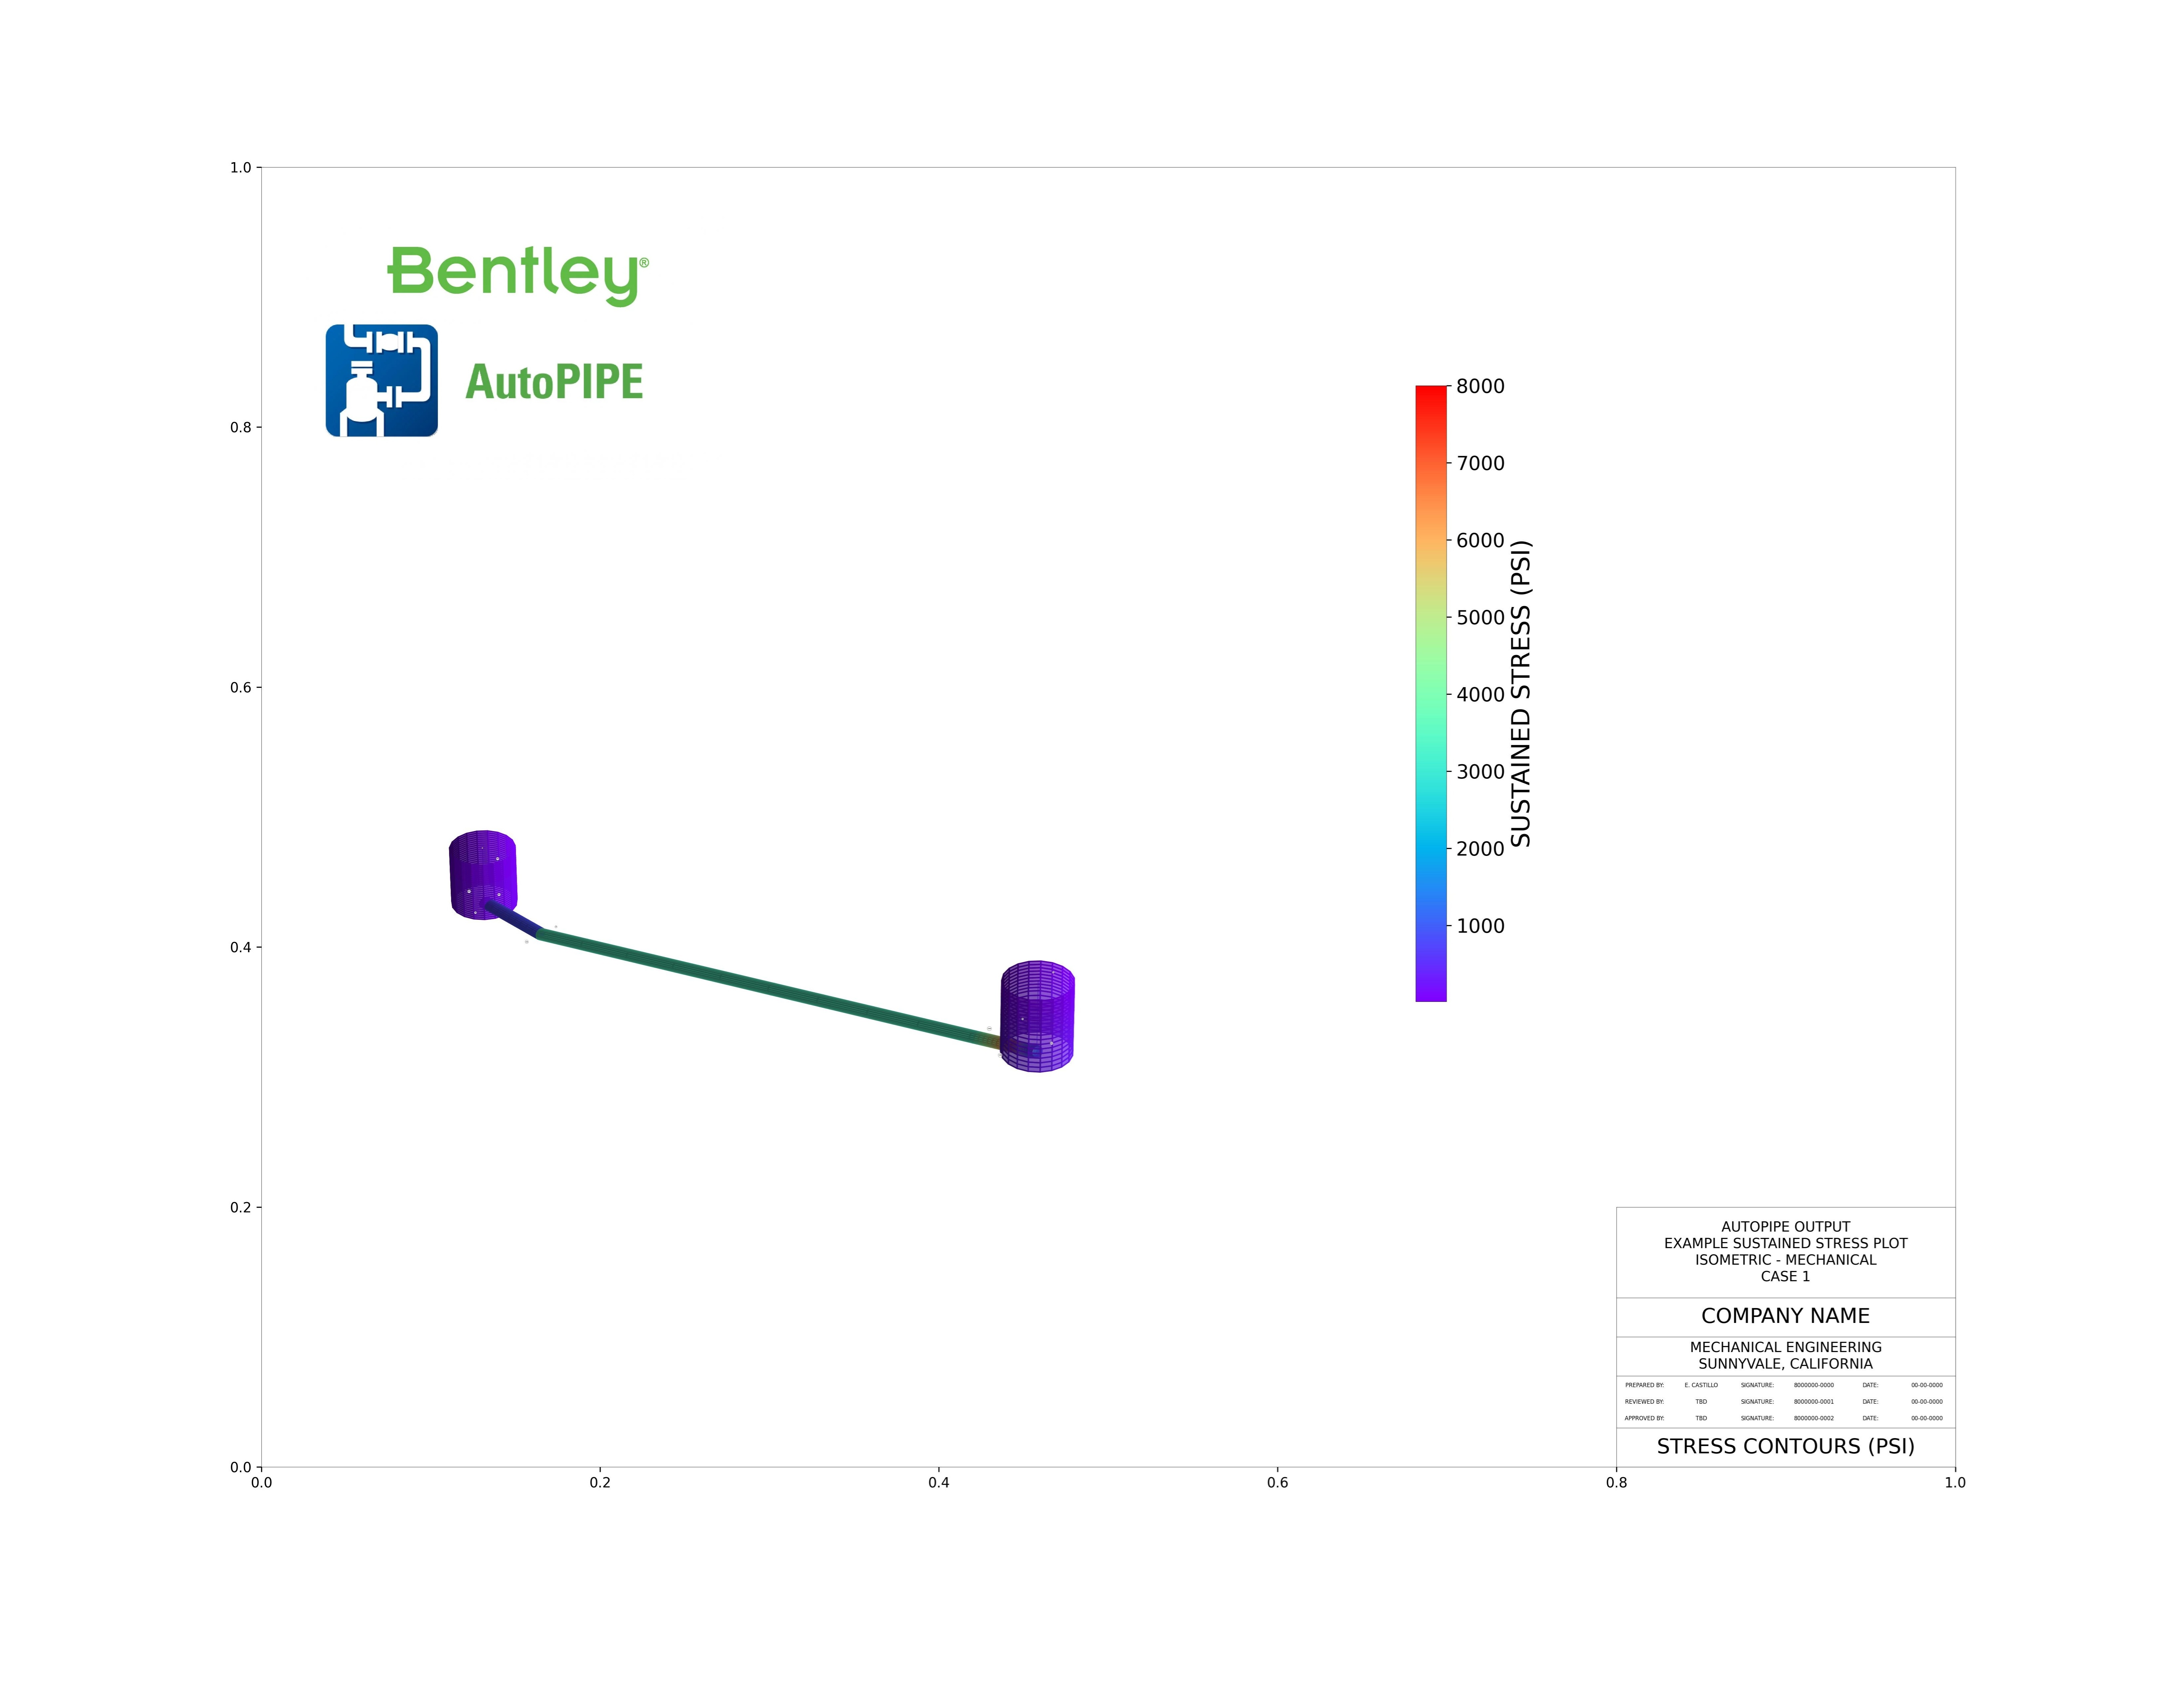 1.0
Bentley®
AutoPIPE
0.8
0.6
0.4
0.2
0.0
0.0 0.2 0.4 0.6 0.8 1.0
8000
7000
6000
5000
4000
3000
2000
1000
SUSTAINED STRESS (PSI)
AUTOPIPE OUTPUT
EXAMPLE SUSTAINED STRESS PLOT
ISOMETRIC - MECHANICAL
CASE 1
COMPANY NAME
MECHANICAL ENGINEERING
SUNNYVALE, CALIFORNIA
PREPARED BY: E. CASTILLO SIGNATURE: 8000000-0000 DATE: 00-00-0000
REVIEWED BY: TBD SIGNATURE: 8000000-0001 DATE: 00-00-0000
APPROVED BY: TBD SIGNATURE: 8000000-0002 DATE: 00-00-0000
STRESS CONTOURS (PSI)